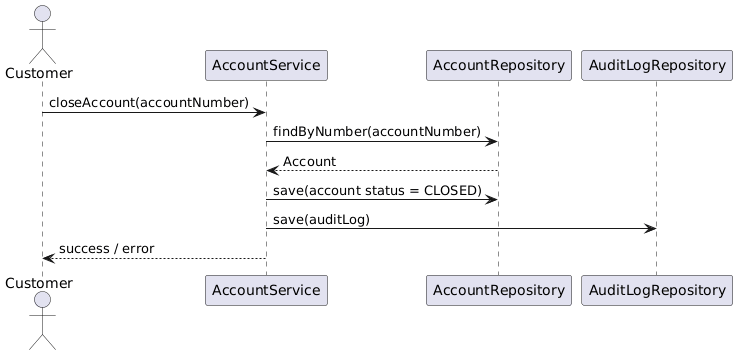 Customer
AccountService
AccountRepository
AuditLogRepository
closeAccount(accountNumber)
findByNumber(accountNumber)
Account
save(account status = CLOSED)
save(auditLog)
success / error
Customer
AccountService
AccountRepository
AuditLogRepository